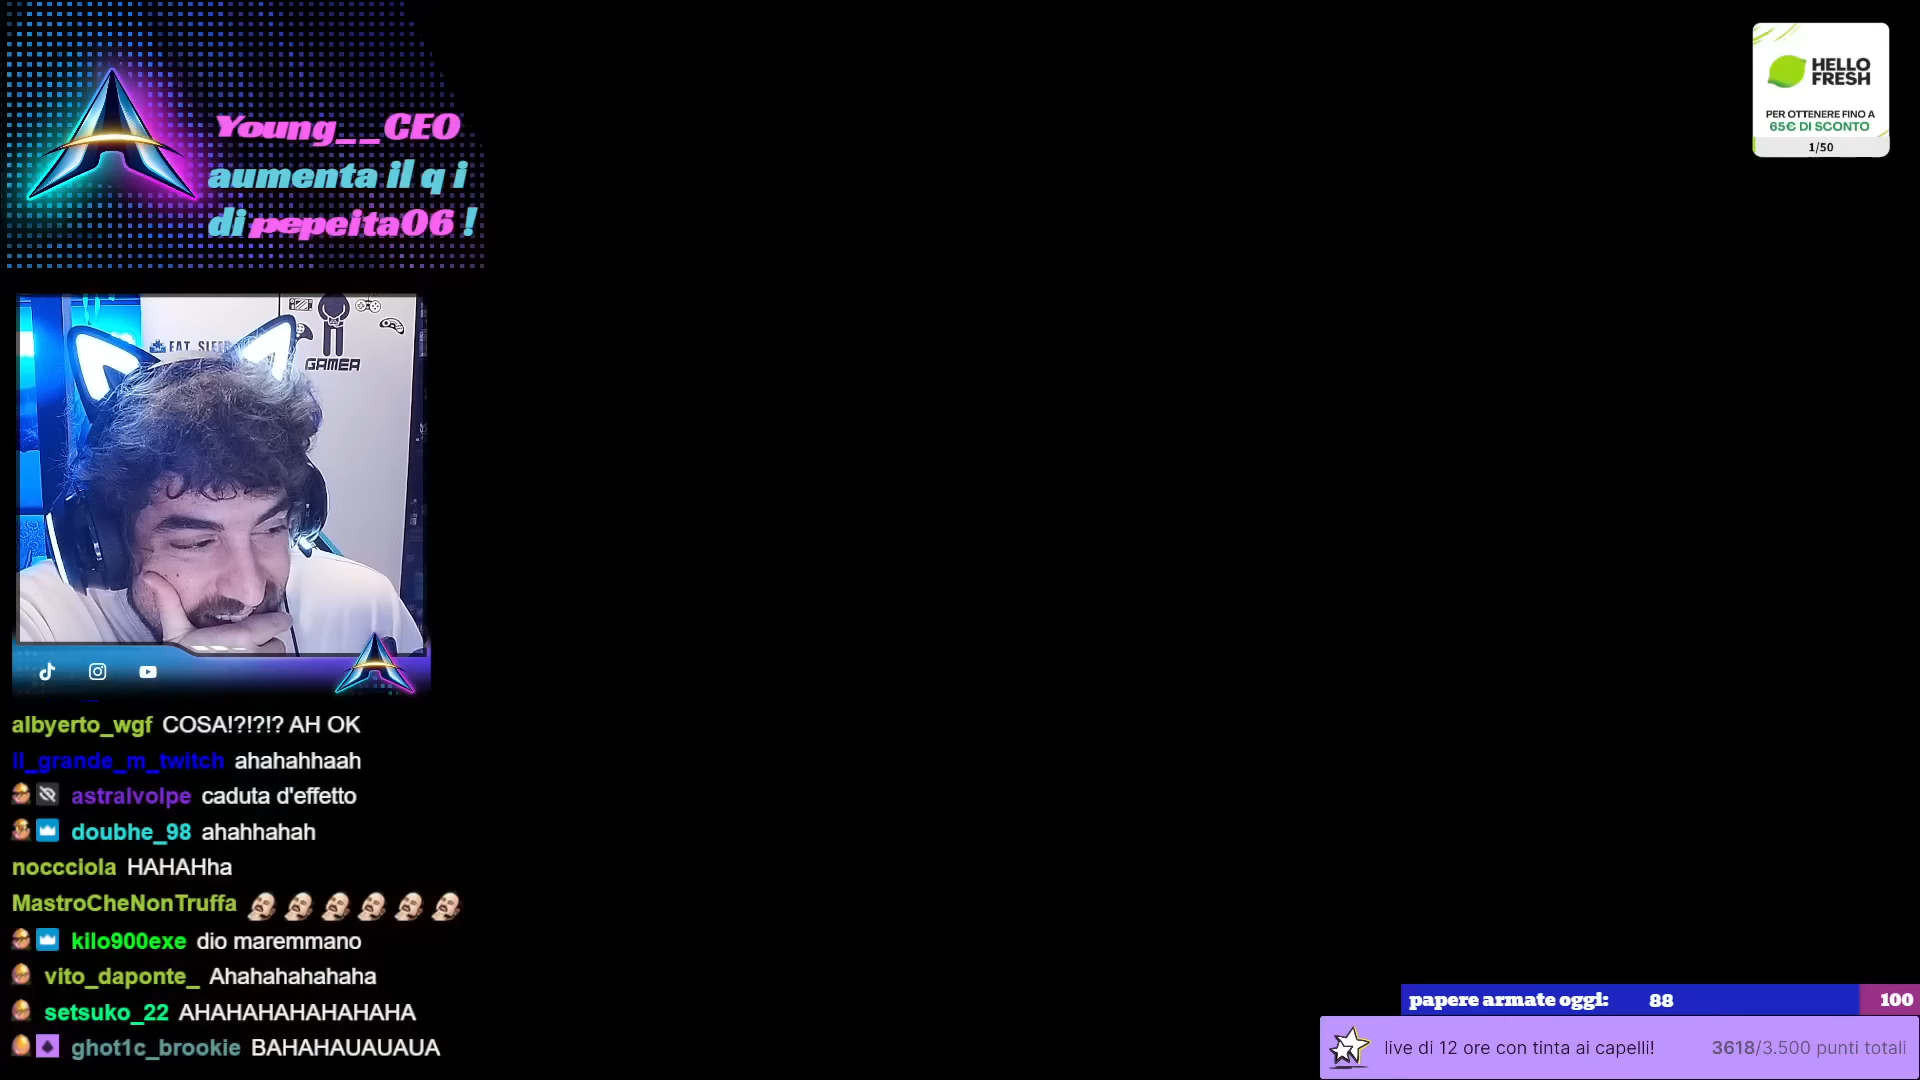 Young__CEO
aumenta il q i
di pepeita06 !
HELLO
FRESH
PER OTTENERE FINO A
65€ DI SCONTO
1/50
EAT SLEEP
GAMER
albyerto_wgf COSA!?!?!? AH OK
il_grande_m_twitch ahahahhaah
astralvolpe caduta d'effetto
doubhe_98 ahahhahah
noccciola HAHAHha
MastroCheNonTruffa
kilo900exe dio maremmano
vito_daponte_ Ahahahahahaha
setsuko_22 AHAHAHAHAHAHAHA
ghot1c_brookie BAHAHAUAUAUA
papere armate oggi: 88 100
live di 12 ore con tinta ai capelli! 3618/3.500 punti totali